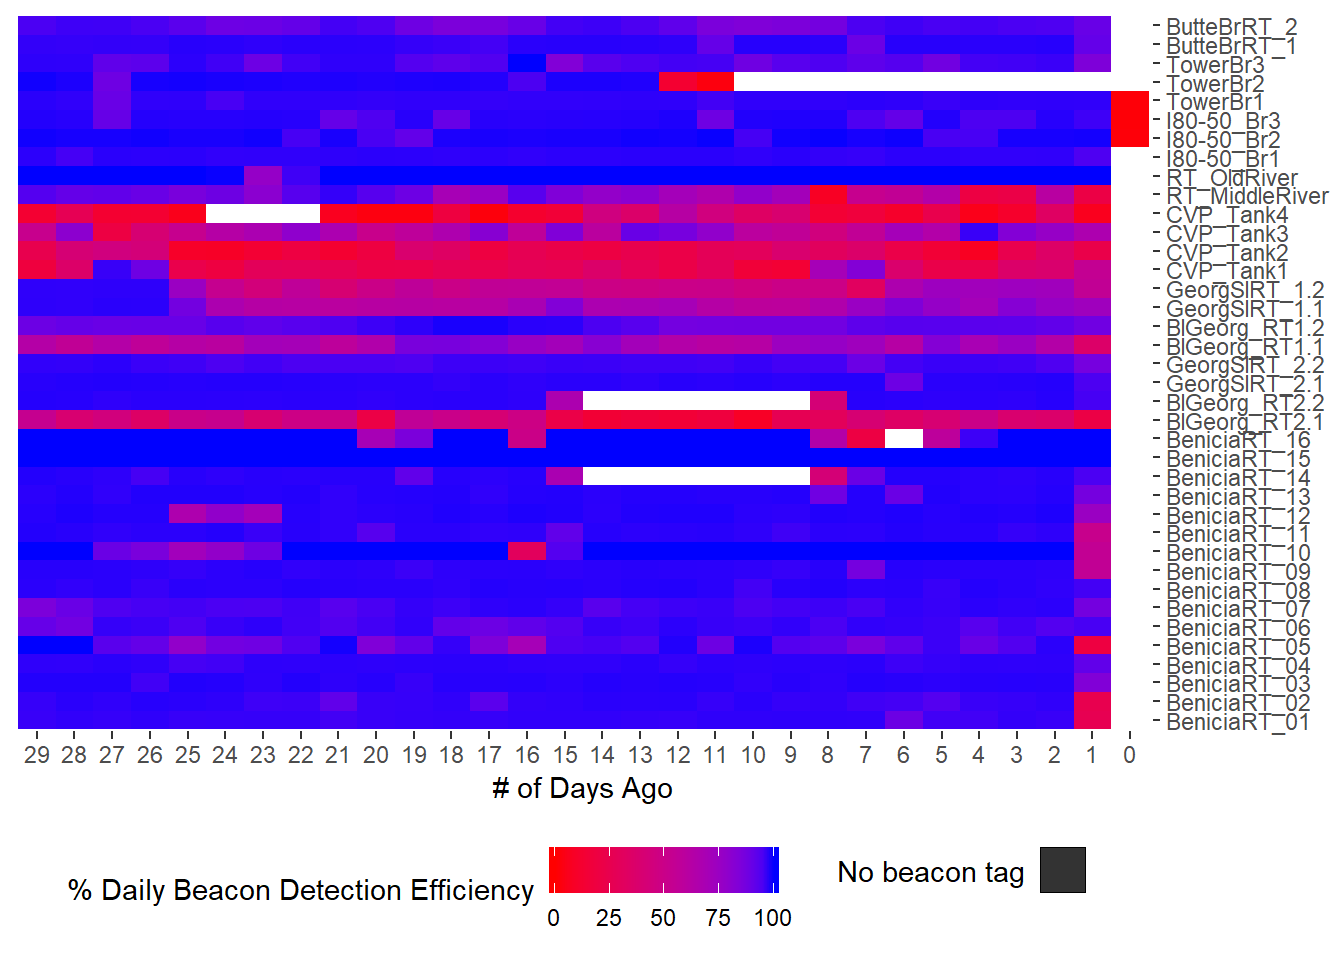 ButteBrRT_2
ButteBrRT_1
TowerBr3
TowerBr2
TowerBr1
I80-50_Br3
I80-50_Br2
I80-50_Br1
RT_OldRiver
RT_MiddleRiver
CVP_Tank4
CVP_Tank3
CVP_Tank2
CVP_Tank1
GeorgSlRT_1.2
GeorgSlRT_1.1
BlGeorg_RT1.2
BlGeorg_RT1.1
GeorgSlRT_2.2
GeorgSlRT_2.1
BlGeorg_RT2.2
BlGeorg_RT2.1
BeniciaRT_16
BeniciaRT_15
BeniciaRT_14
BeniciaRT_13
BeniciaRT_12
BeniciaRT_11
BeniciaRT_10
BeniciaRT_09
BeniciaRT_08
BeniciaRT_07
BeniciaRT_06
BeniciaRT_05
BeniciaRT_04
BeniciaRT_03
BeniciaRT_02
BeniciaRT_01
29 28 27 26 25 24 23 22 21 20 19 18 17 16 15 14 13 12 11 10 9 8 7 6 5 4 3 2 1 0
# of Days Ago
% Daily Beacon Detection Efficiency
0 25 50 75 100
No beacon tag